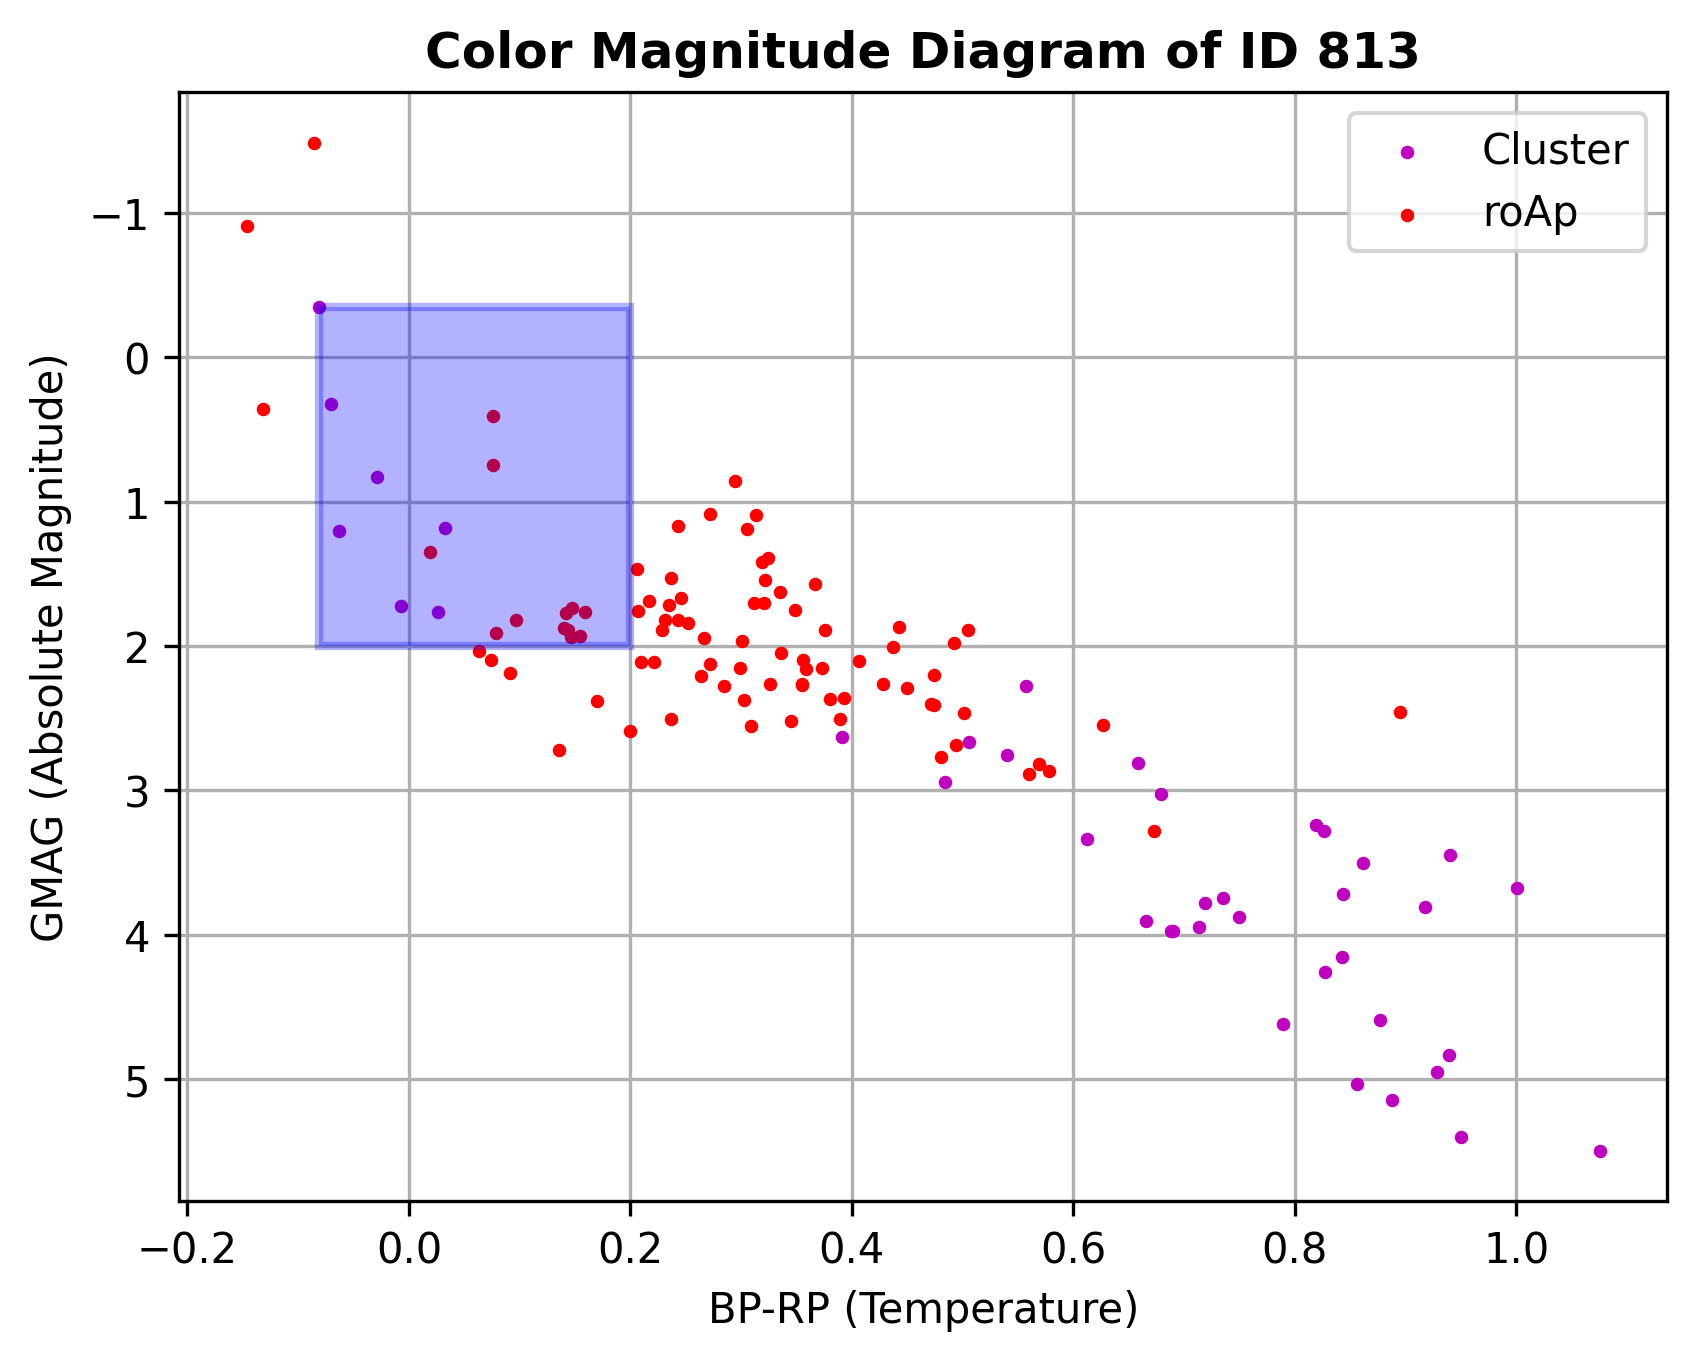 Color Magnitude Diagram of ID 813
Cluster
roAp
−1
0
1
2
3
4
5
GMAG (Absolute Magnitude)
−0.2 0.0 0.2 0.4 0.6 0.8 1.0
BP-RP (Temperature)